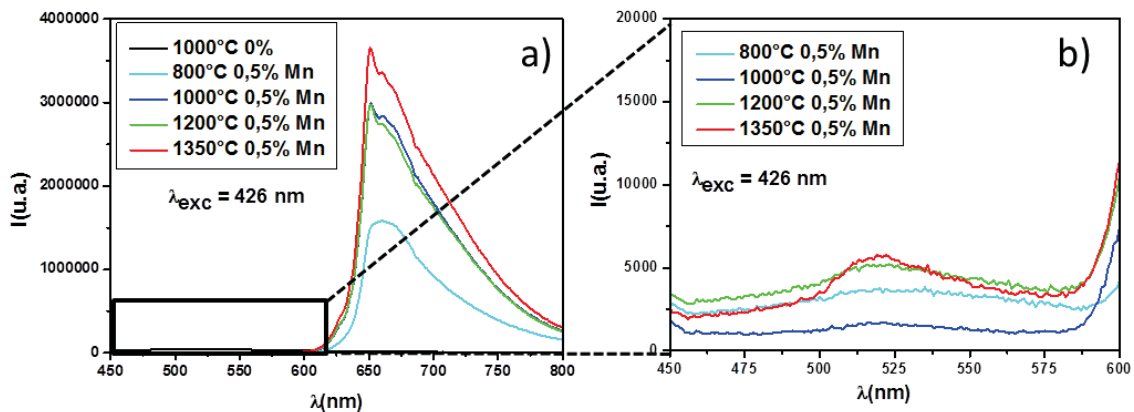 a)
1000°C 0%
800°C 0,5% Mn
1000°C 0,5% Mn
1200°C 0,5% Mn
1350°C 0,5% Mn
λexc = 426 nm
I(u.a.)
4000000
3000000
2000000
1000000
0
450 500 550 600 650 700 750 800
λ(nm)
b)
800°C 0,5% Mn
1000°C 0,5% Mn
1200°C 0,5% Mn
1350°C 0,5% Mn
λexc = 426 nm
I(u.a.)
20000
15000
10000
5000
0
450 475 500 525 550 575 600
λ(nm)